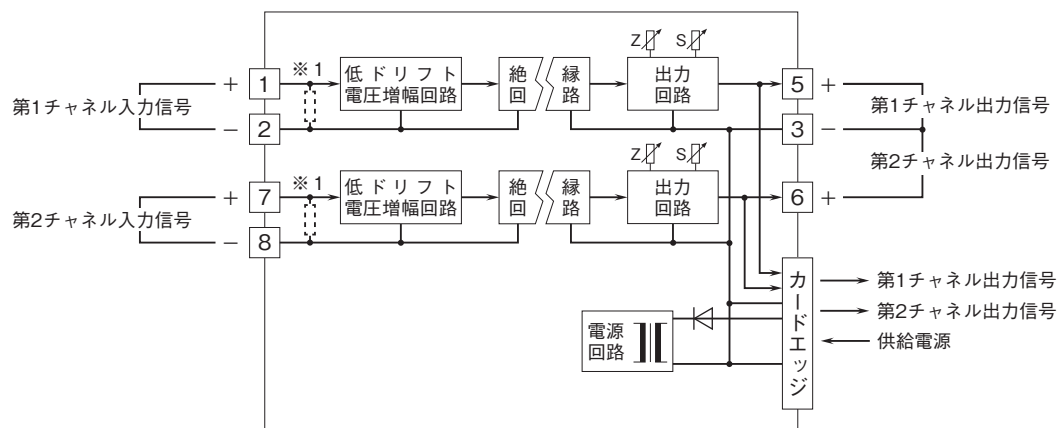 Z S
※1
+ 1 低ドリフト 絶 縁 出力 5 +
電圧増幅回路 回 路 回路
第1チャネル入力信号 第1チャネル出力信号
− 2 3 −
Z S
第2チャネル出力信号
※1
+ 7 低ドリフト 絶 縁 出力 6 +
電圧増幅回路 回 路 回路
第2チャネル入力信号
− 8
カードエッジ
第1チャネル出力信号
第2チャネル出力信号
供給電源
電源
回路